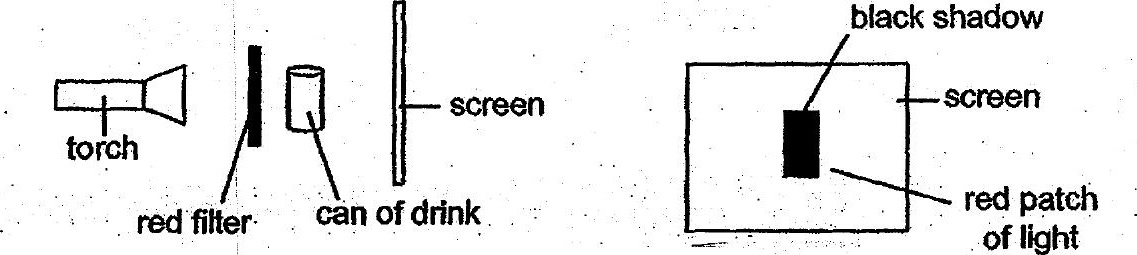 torch
red filter
can of drink
screen
black shadow
screen
red patch
of light